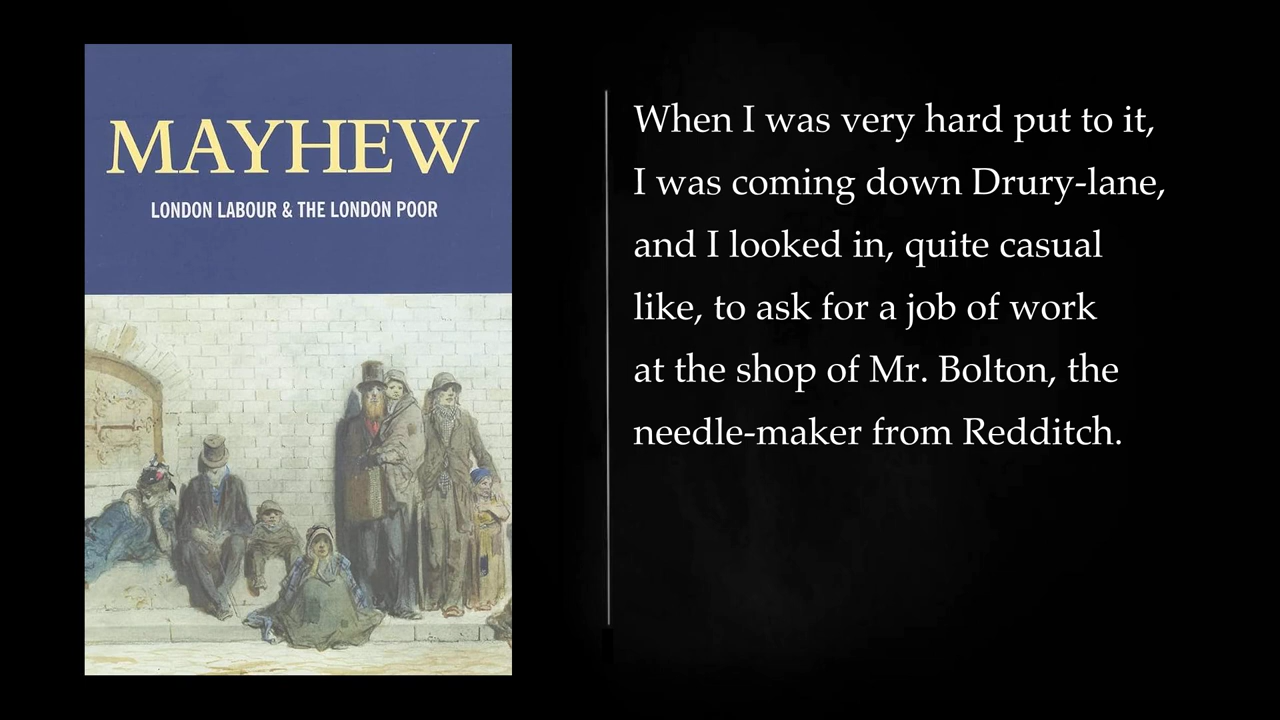 MAYHEW
LONDON LABOUR & THE LONDON POOR
When I was very hard put to it,
I was coming down Drury-lane,
and I looked in, quite casual
like, to ask for a job of work
at the shop of Mr. Bolton, the
needle-maker from Redditch.